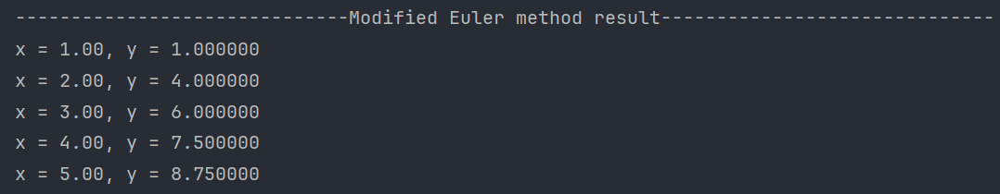 ------------------------------Modified Euler method result------------------------------
x = 1.00, y = 1.000000
x = 2.00, y = 4.000000
x = 3.00, y = 6.000000
x = 4.00, y = 7.500000
x = 5.00, y = 8.750000